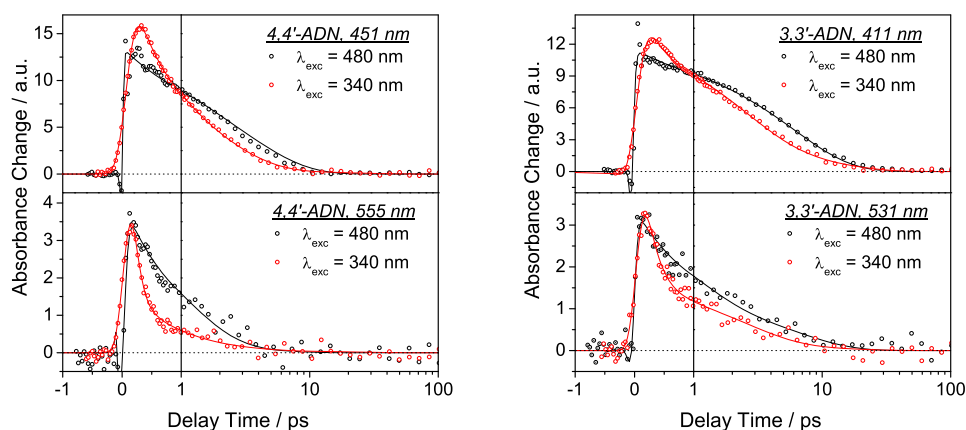 4,4'-ADN, 451 nm
λexc = 480 nm
λexc = 340 nm
15
10
5
0
Absorbance Change / a.u.
4,4'-ADN, 555 nm
λexc = 480 nm
λexc = 340 nm
4
3
2
1
0
-1 0 1 10 100
Delay Time / ps
3,3'-ADN, 411 nm
λexc = 480 nm
λexc = 340 nm
12
9
6
3
0
Absorbance Change / a.u.
3,3'-ADN, 531 nm
λexc = 480 nm
λexc = 340 nm
3
2
1
0
-1 0 1 10 100
Delay Time / ps